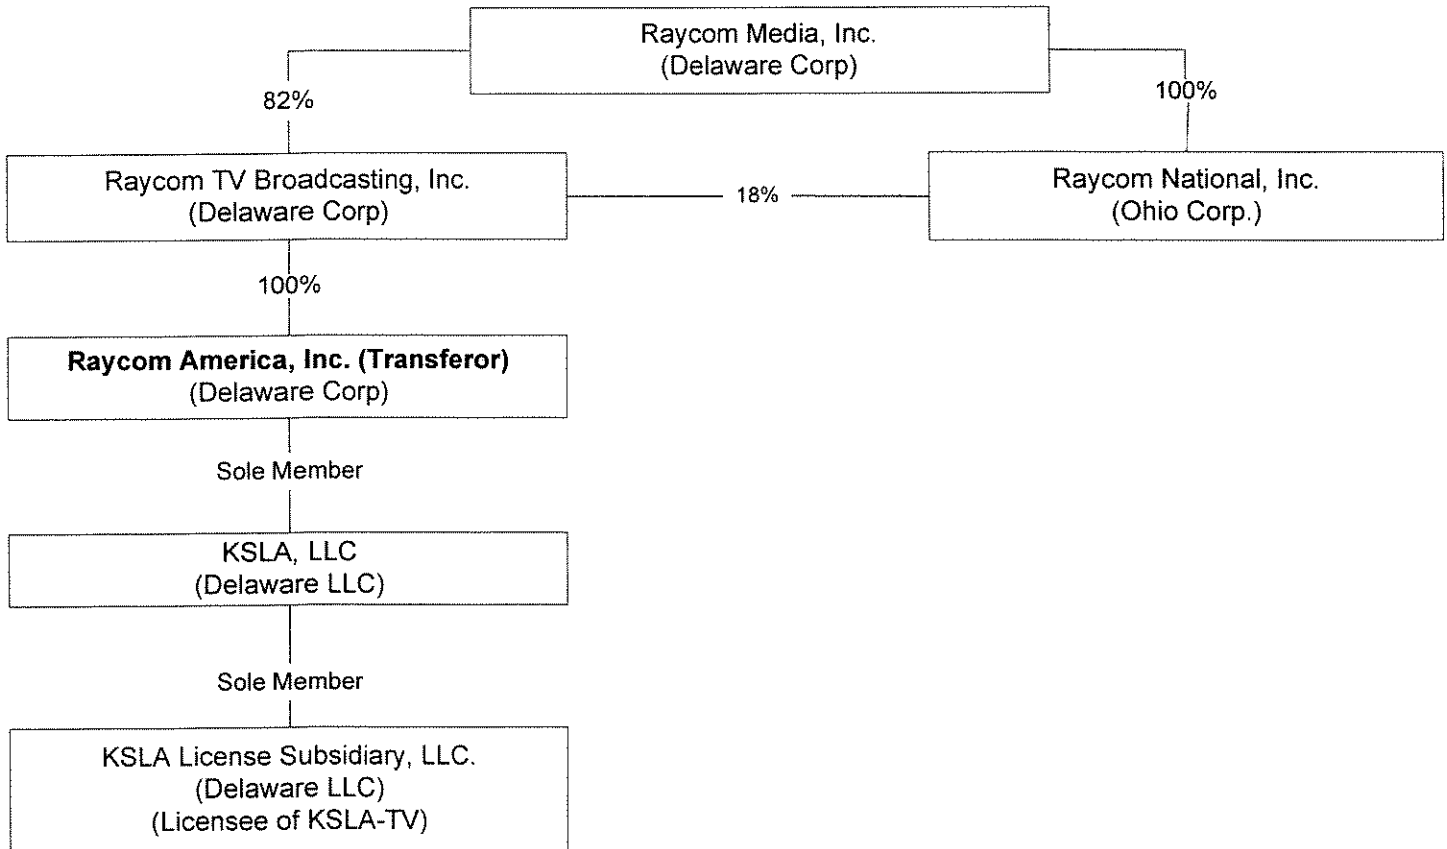 Raycom Media, Inc.
(Delaware Corp)
82%
100%
Raycom TV Broadcasting, Inc.
(Delaware Corp)
18%
Raycom National, Inc.
(Ohio Corp.)
100%
Raycom America, Inc. (Transferor)
(Delaware Corp)
Sole Member
KSLA, LLC
(Delaware LLC)
Sole Member
KSLA License Subsidiary, LLC.
(Delaware LLC)
(Licensee of KSLA-TV)